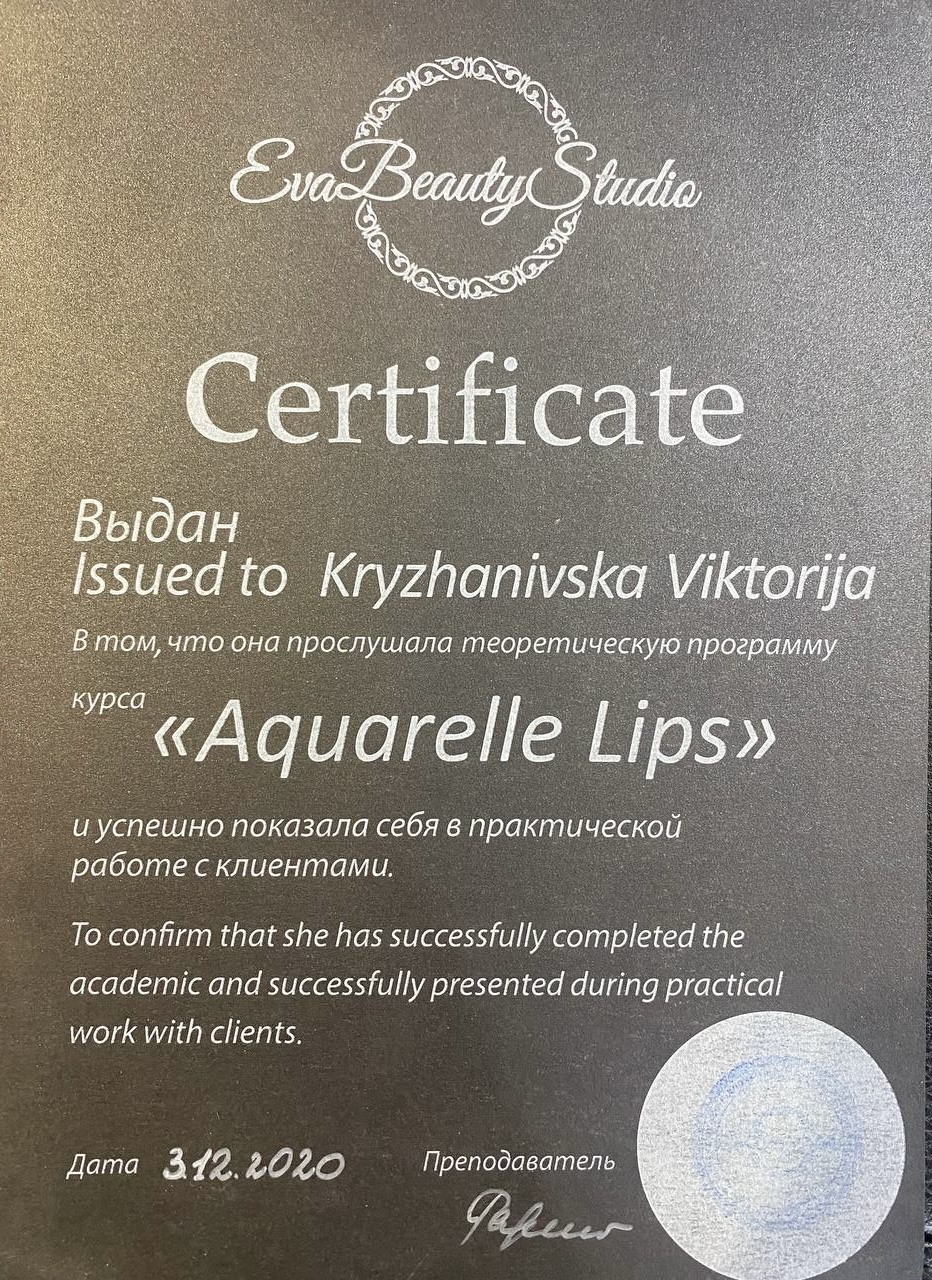 EvaBeautyStudio
Certificate
Выдан
Issued to Kryzhanivska Viktorija
В том, что она прослушала теоретическую программу
курса
«Aquarelle Lips»
и успешно показала себя в практической
работе с клиентами.
To confirm that she has successfully completed the
academic and successfully presented during practical
work with clients.
Дата 3.12.2020 Преподаватель